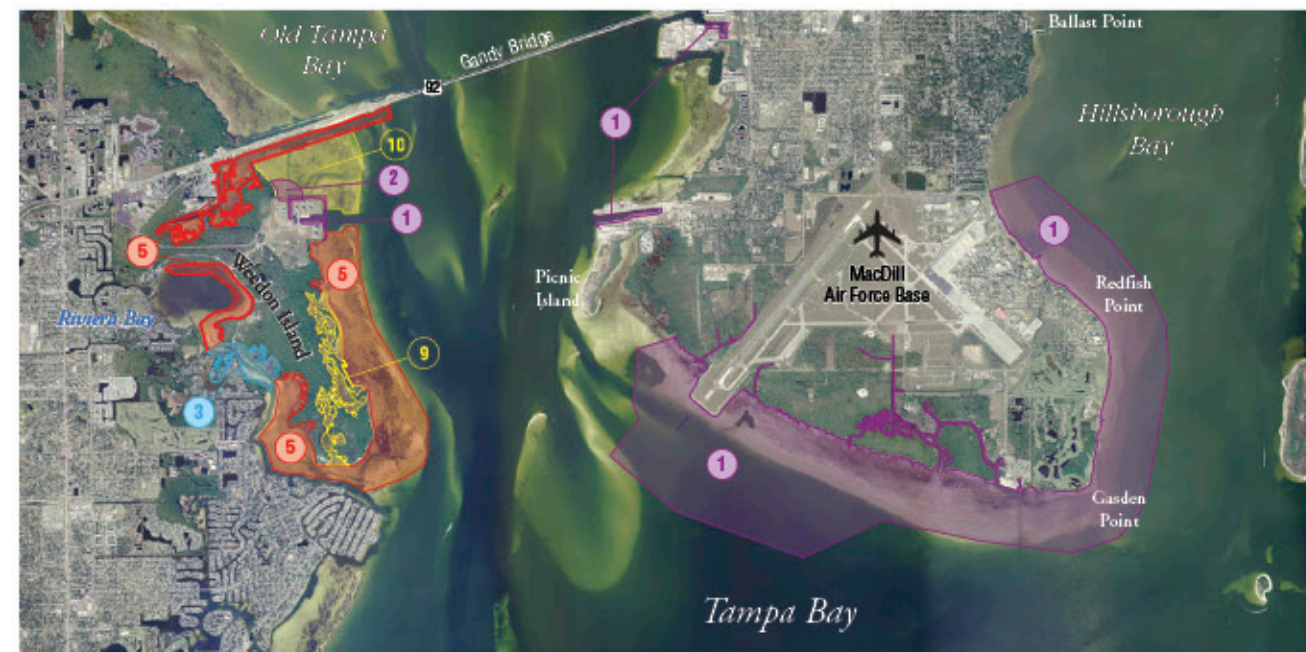 Old Tampa
Bay
Gandy Bridge
92
Ballast Point
Hillsborough
Bay
1
10
2
1
5
5
Weedon Island
Riviera Bay
9
3
5
Picnic
Island
MacDill
Air Force Base
1
Redfish
Point
1
Gasden
Point
Tampa Bay